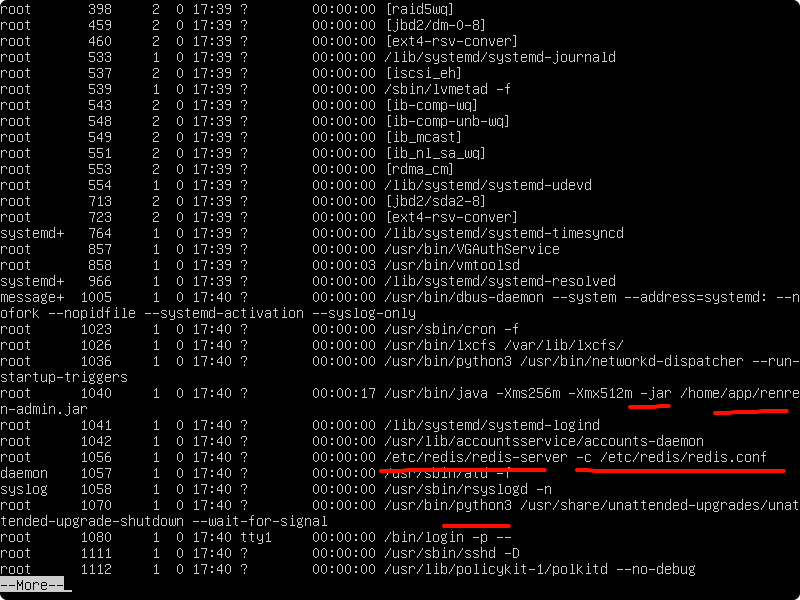 root 398 2 0 17:39 ? 00:00:00 [raid5wq]
root 459 2 0 17:39 ? 00:00:00 [jbd2/dm-0-8]
root 460 2 0 17:39 ? 00:00:00 [ext4-rsv-conver]
root 533 1 0 17:39 ? 00:00:00 /lib/systemd/systemd-journald
root 537 2 0 17:39 ? 00:00:00 [iscsi_eh]
root 539 1 0 17:39 ? 00:00:00 /sbin/lvmetad -f
root 543 2 0 17:39 ? 00:00:00 [ib-comp-wq]
root 548 2 0 17:39 ? 00:00:00 [ib-comp-unb-wq]
root 549 2 0 17:39 ? 00:00:00 [ib_mcast]
root 551 2 0 17:39 ? 00:00:00 [ib_nl_sa_wq]
root 553 2 0 17:39 ? 00:00:00 [rdma_cm]
root 554 1 0 17:39 ? 00:00:00 /lib/systemd/systemd-udevd
root 713 2 0 17:39 ? 00:00:00 [jbd2/sda2-8]
root 723 2 0 17:39 ? 00:00:00 [ext4-rsv-conver]
systemd+ 764 1 0 17:39 ? 00:00:00 /lib/systemd/systemd-timesyncd
root 857 1 0 17:39 ? 00:00:00 /usr/bin/VGAuthService
root 858 1 0 17:39 ? 00:00:03 /usr/bin/vmtoolsd
systemd+ 966 1 0 17:39 ? 00:00:00 /lib/systemd/systemd-resolved
message+ 1005 1 0 17:40 ? 00:00:00 /usr/bin/dbus-daemon --system --address=systemd: --n
ofork --nopidfile --systemd-activation --syslog-only
root 1023 1 0 17:40 ? 00:00:00 /usr/sbin/cron -f
root 1026 1 0 17:40 ? 00:00:00 /usr/bin/lxcfs /var/lib/lxcfs/
root 1036 1 0 17:40 ? 00:00:00 /usr/bin/python3 /usr/bin/networkd-dispatcher --run-
startup-triggers
root 1040 1 0 17:40 ? 00:00:17 /usr/bin/java -Xms256m -Xmx512m -jar /home/app/renre
n-admin.jar
root 1041 1 0 17:40 ? 00:00:00 /lib/systemd/systemd-logind
root 1042 1 0 17:40 ? 00:00:00 /usr/lib/accountsservice/accounts-daemon
root 1056 1 0 17:40 ? 00:00:00 /etc/redis/redis-server -c /etc/redis/redis.conf
daemon 1057 1 0 17:40 ? 00:00:00 /usr/sbin/atd -f
syslog 1058 1 0 17:40 ? 00:00:00 /usr/sbin/rsyslogd -n
root 1070 1 0 17:40 ? 00:00:00 /usr/bin/python3 /usr/share/unattended-upgrades/unat
tended-upgrade-shutdown --wait-for-signal
root 1080 1 0 17:40 tty1 00:00:00 /bin/login -p --
root 1111 1 0 17:40 ? 00:00:00 /usr/sbin/sshd -D
root 1112 1 0 17:40 ? 00:00:00 /usr/lib/policykit-1/polkitd --no-debug
--More--